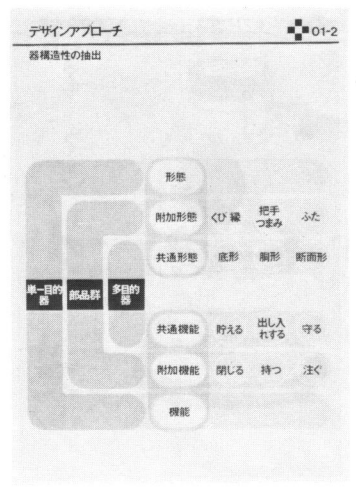 デザインアプローチ 01-2
器構造性の抽出
形態
附加形態 くび 縁 把手 つまみ ふた
共通形態 底形 胴形 断面形
単一目的器 部品群 多目的器
共通機能 貯える 出し入れする 守る
附加機能 閉じる 持つ 注ぐ
機能